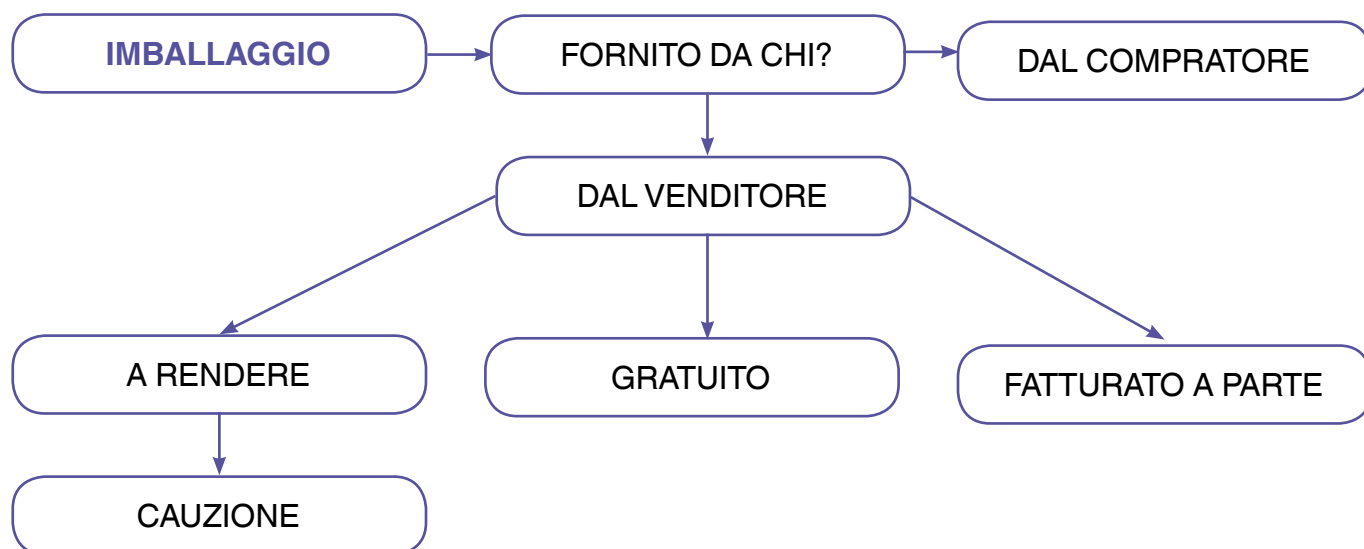 IMBALLAGGIO
FORNITO DA CHI?
DAL COMPRATORE
DAL VENDITORE
A RENDERE
GRATUITO
FATTURATO A PARTE
CAUZIONE